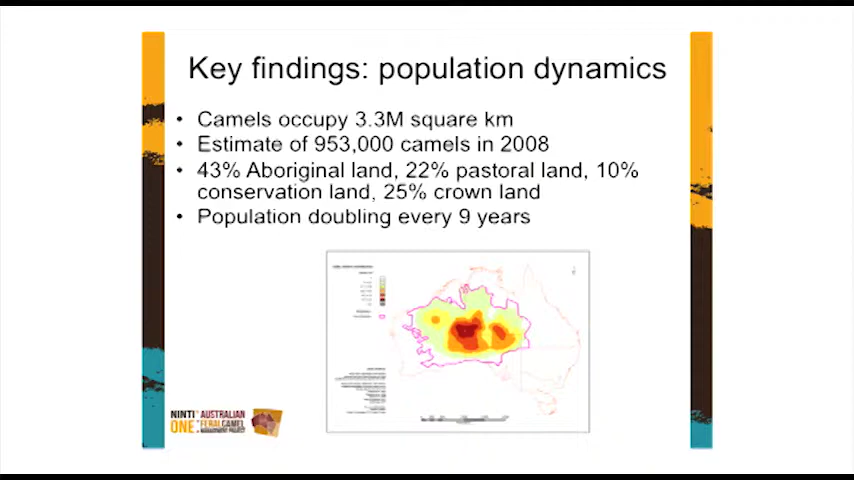 Key findings: population dynamics
• Camels occupy 3.3M square km
• Estimate of 953,000 camels in 2008
• 43% Aboriginal land, 22% pastoral land, 10%
conservation land, 25% crown land
• Population doubling every 9 years
NINTI ONE
AUSTRALIAN
FERAL CAMEL
MANAGEMENT PROJECT